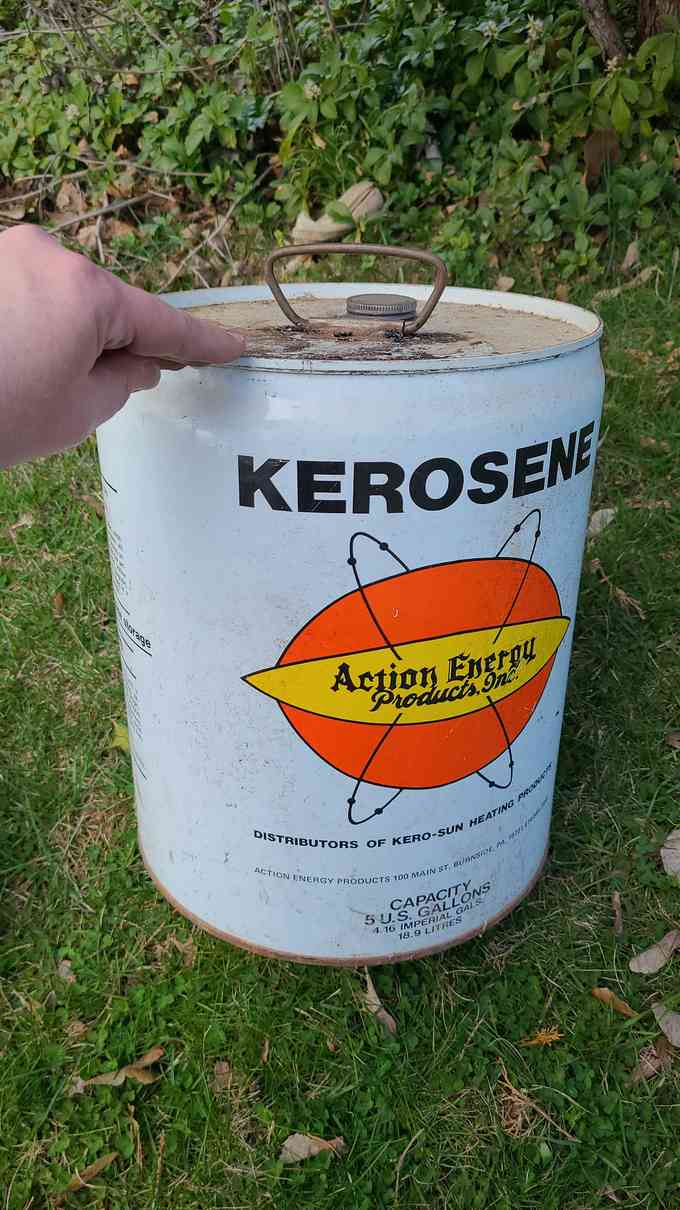 KEROSENE
Action Energy
Products, Inc.
DISTRIBUTORS OF KERO-SUN HEATING PRODUCTS
ACTION ENERGY PRODUCTS 100 MAIN ST. BURNSIDE, PA.
CAPACITY
5 U.S. GALLONS
4.16 IMPERIAL GALS.
18.9 LITRES
storage